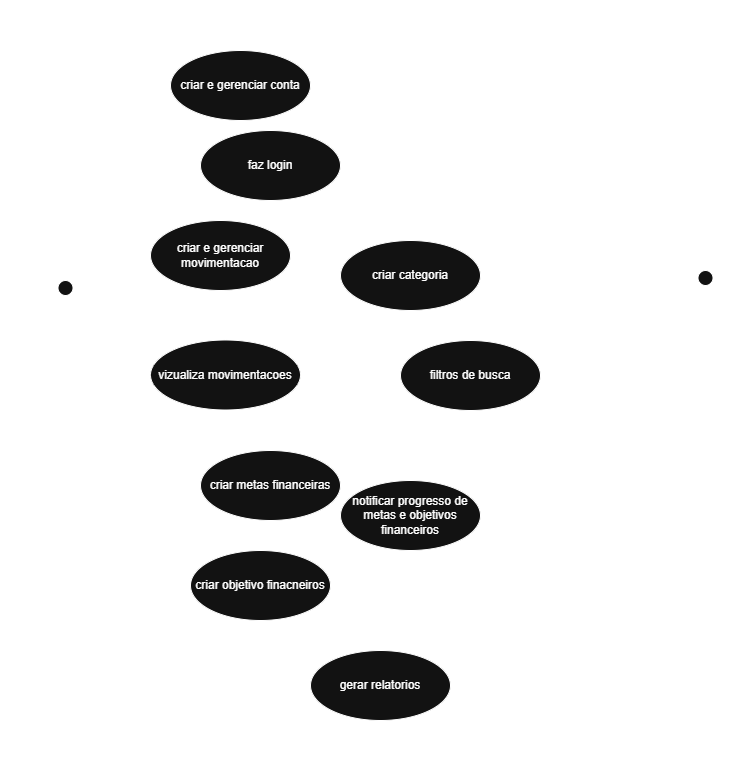 criar e gerenciar conta
faz login
criar e gerenciar
movimentacao
criar categoria
vizualiza movimentacoes
filtros de busca
criar metas financeiras
notificar progresso de
metas e objetivos
financeiros
criar objetivo finacneiros
gerar relatorios